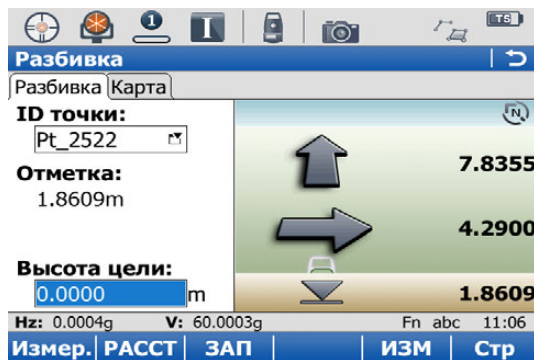 1 I TS
Разбивка
Разбивка Карта
ID точки:
N
Pt_2522
7.8355
Отметка:
1.8609m
4.2900
Высота цели:
0.0000 m
1.8609
Hz: 0.0004g V: 60.0003g Fn abc 11:06
Измер. РАССТ ЗАП ИЗМ Стр